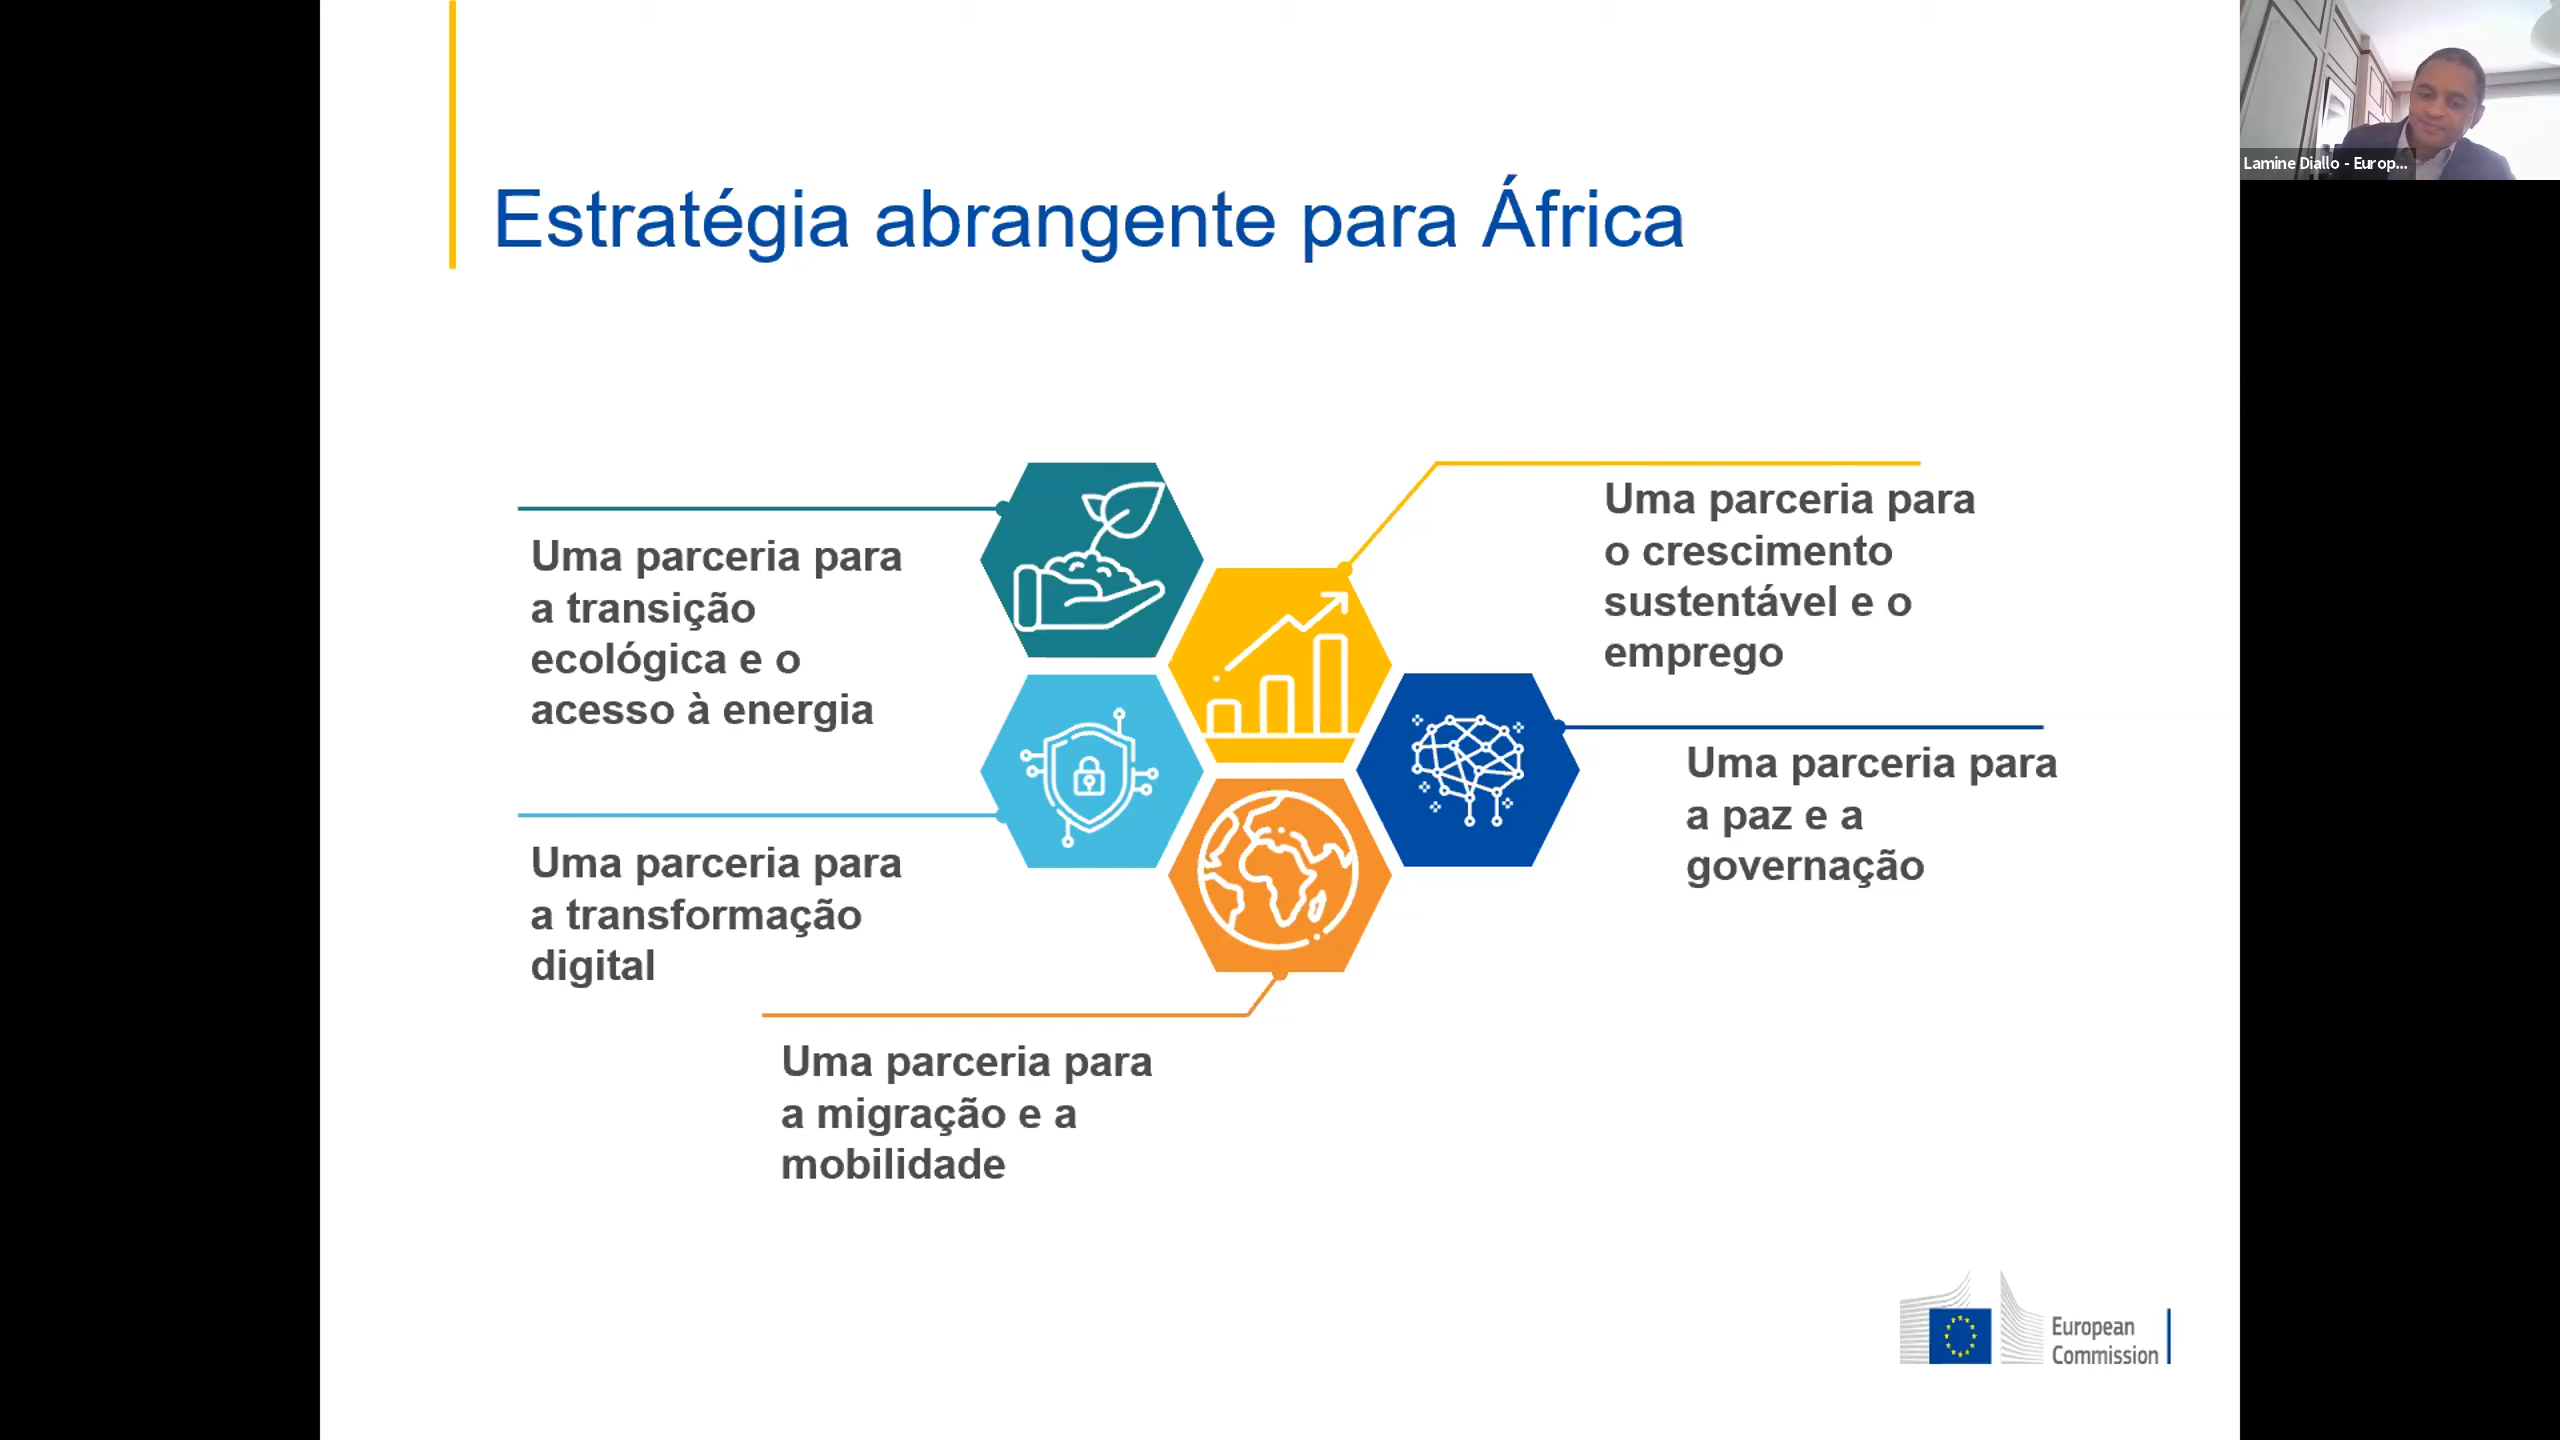 Lamine Diallo - Europ...
Estratégia abrangente para África
Uma parceria para
a transição
ecológica e o
acesso à energia
Uma parceria para
o crescimento
sustentável e o
emprego
Uma parceria para
a paz e a
governação
Uma parceria para
a transformação
digital
Uma parceria para
a migração e a
mobilidade
European
Commission